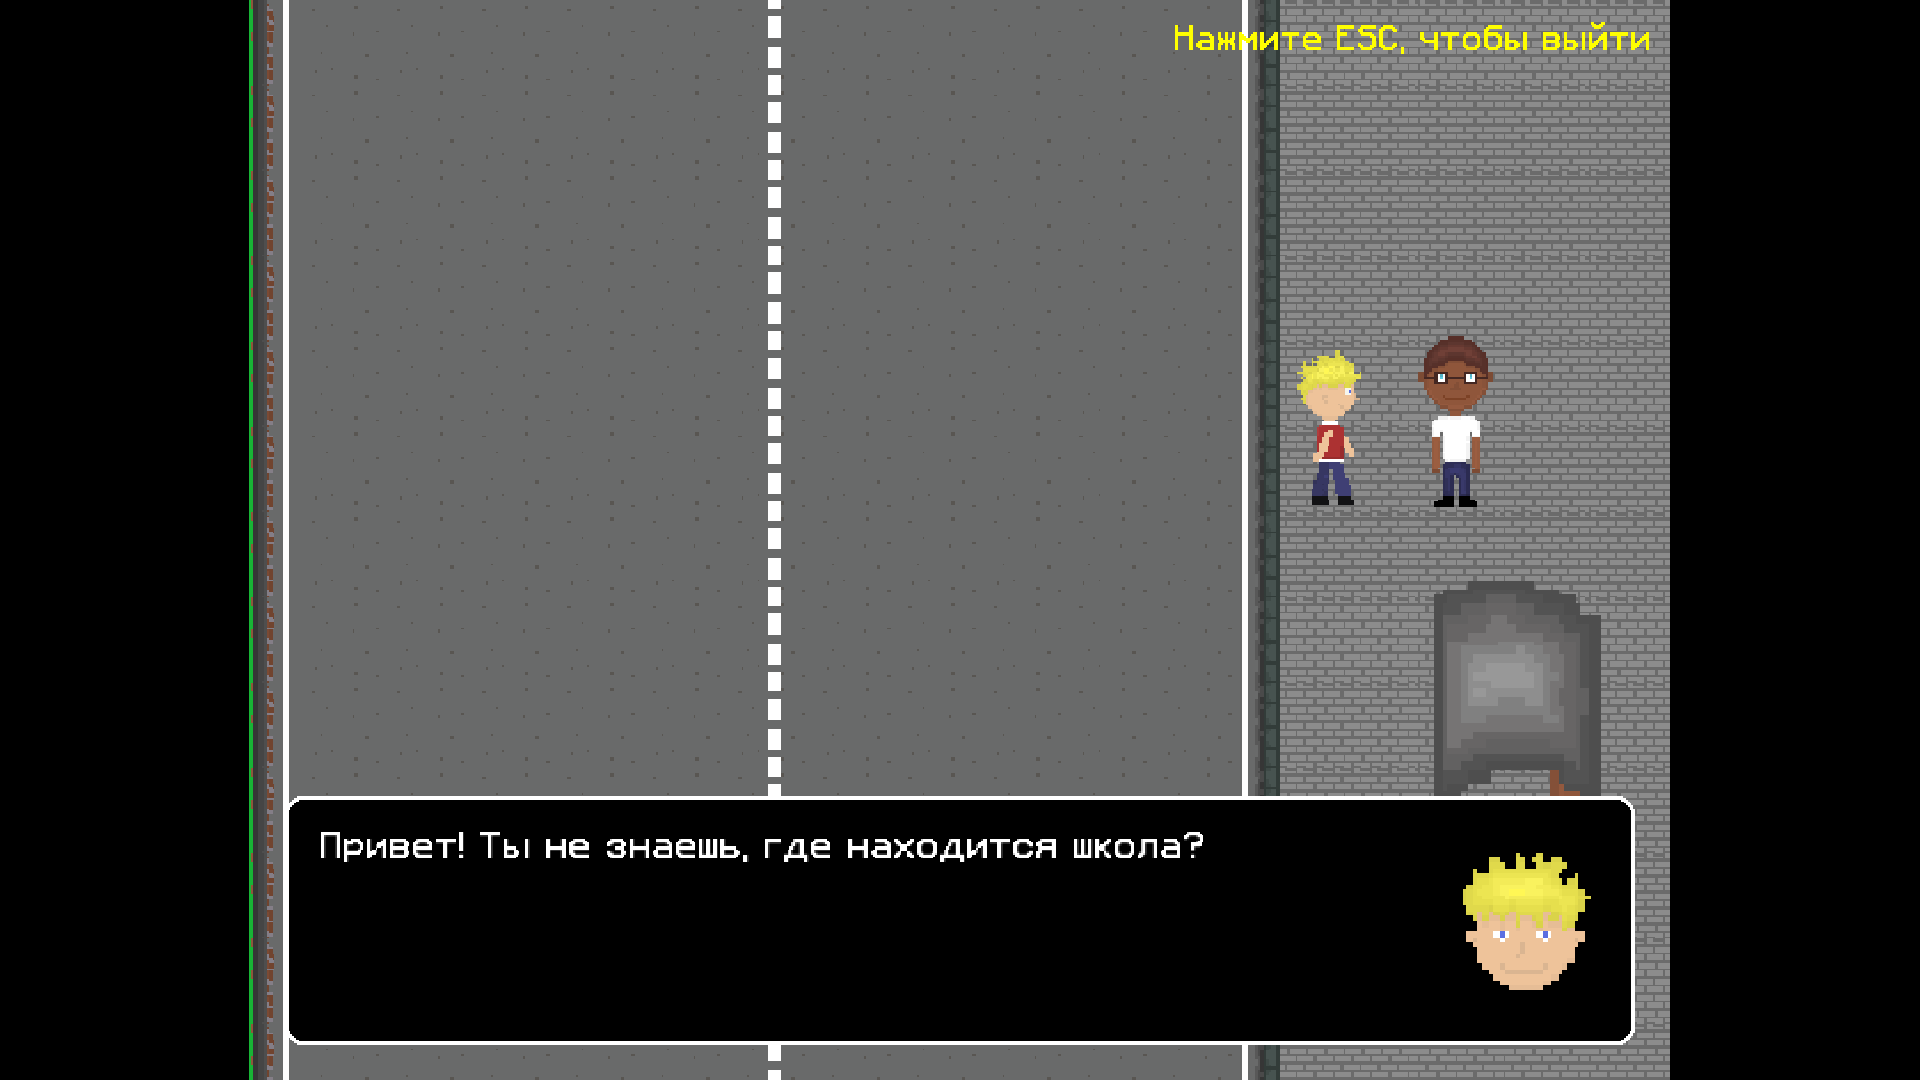 Нажмите ESC, чтобы выйти
Привет! Ты не знаешь, где находится школа?